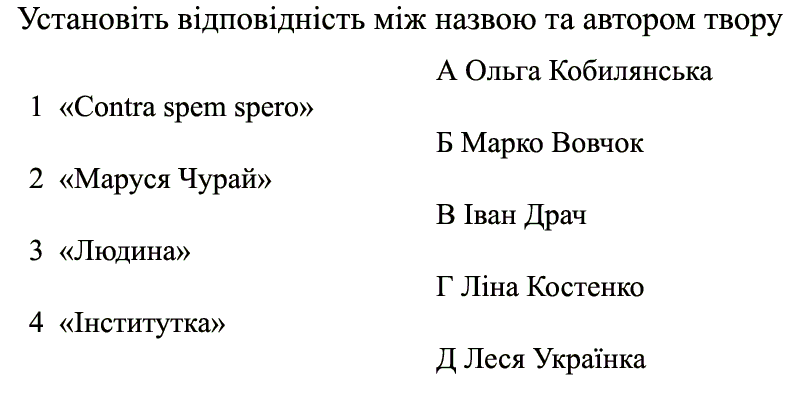 Установіть відповідність між назвою та автором твору
А Ольга Кобилянська
1 «Contra spem spero»
Б Марко Вовчок
2 «Маруся Чурай»
В Іван Драч
3 «Людина»
Г Ліна Костенко
4 «Інститутка»
Д Леся Українка